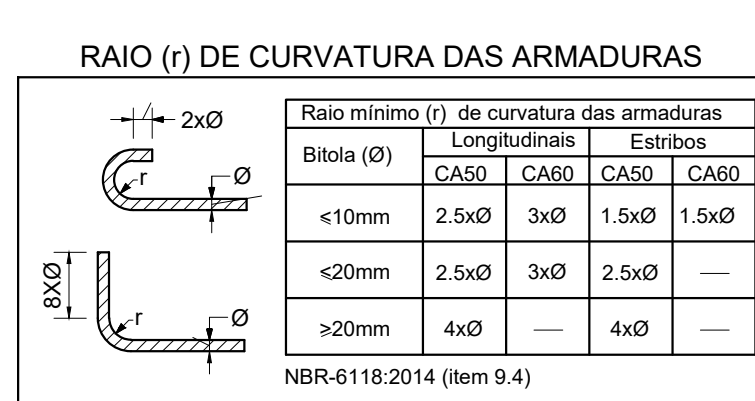 RAIO (r) DE CURVATURA DAS ARMADURAS
2xØ
r
Ø
8XØ
r
Ø
Raio mínimo (r) de curvatura das armaduras
Bitola (Ø) Longitudinais Estribos
CA50 CA60 CA50 CA60
≤10mm 2.5xØ 3xØ 1.5xØ 1.5xØ
≤20mm 2.5xØ 3xØ 2.5xØ —
≥20mm 4xØ — 4xØ —
NBR-6118:2014 (item 9.4)